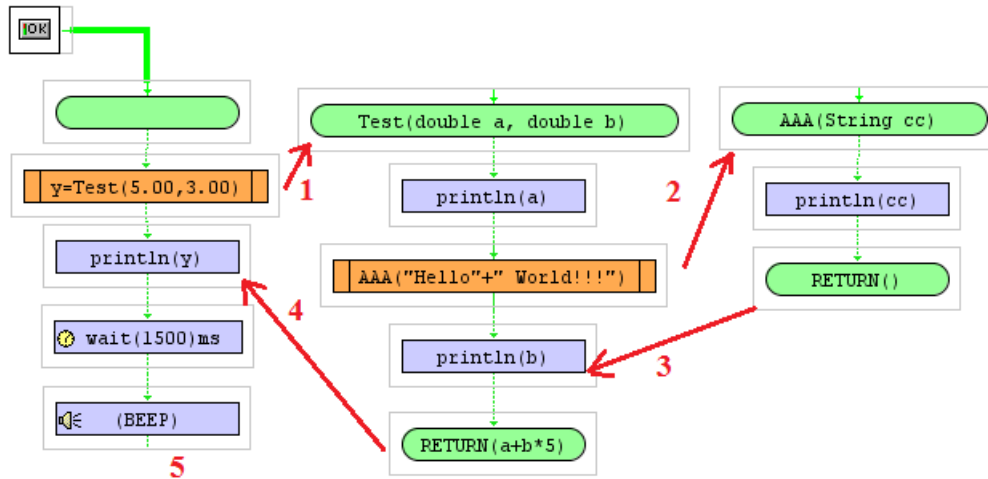 OK
y=Test(5.00,3.00)
println(y)
wait(1500)ms
(BEEP)
5
1
Test(double a, double b)
println(a)
AAA("Hello"+" World!!!")
println(b)
RETURN(a+b*5)
4
2
AAA(String cc)
println(cc)
RETURN()
3